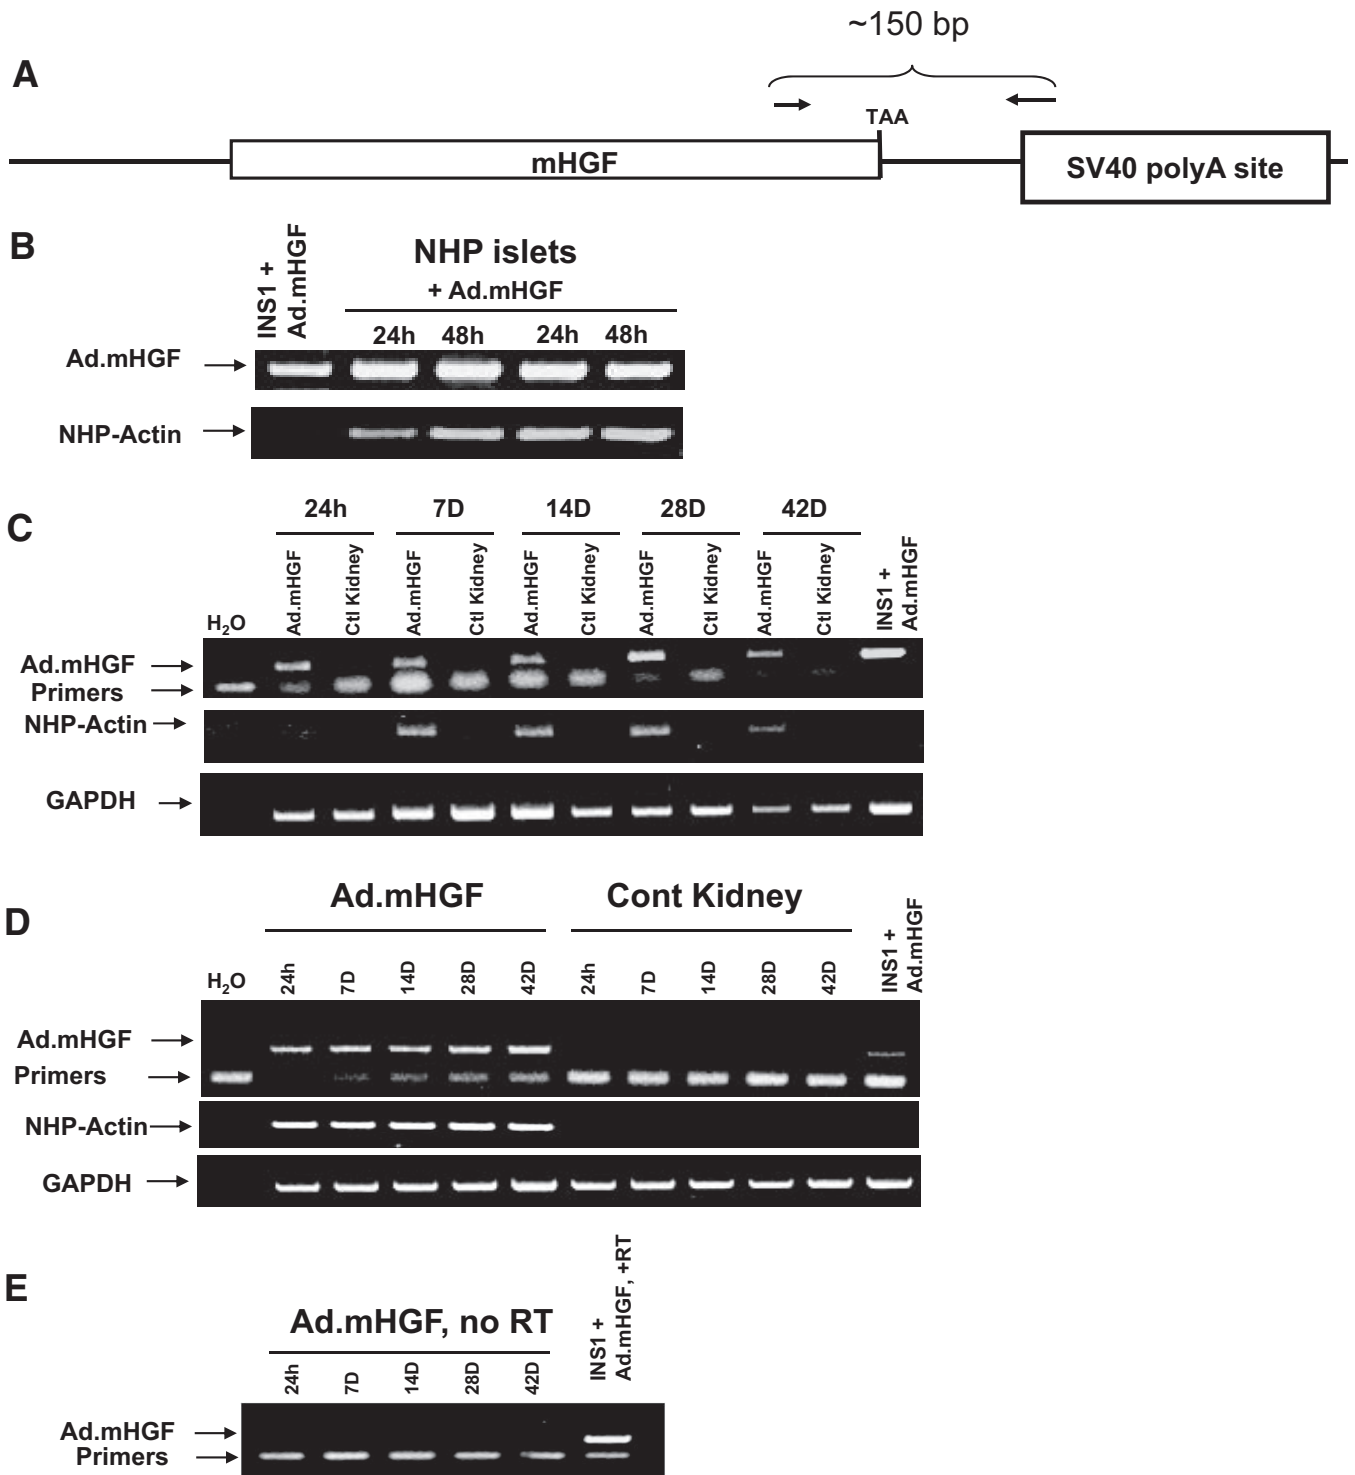 ~150 bp
A
TAA
mHGF
SV40 polyA site
B
INS1 +
Ad.mHGF
NHP islets
+ Ad.mHGF
24h 48h 24h 48h
Ad.mHGF
NHP-Actin
C
24h 7D 14D 28D 42D
H₂O Ad.mHGF Ctl Kidney Ad.mHGF Ctl Kidney Ad.mHGF Ctl Kidney Ad.mHGF Ctl Kidney Ad.mHGF Ctl Kidney INS1 +
Ad.mHGF
Ad.mHGF
Primers
NHP-Actin
GAPDH
D
Ad.mHGF Cont Kidney
H₂O 24h 7D 14D 28D 42D 24h 7D 14D 28D 42D INS1 +
Ad.mHGF
Ad.mHGF
Primers
NHP-Actin
GAPDH
E
Ad.mHGF, no RT
24h 7D 14D 28D 42D INS1 +
Ad.mHGF, +RT
Ad.mHGF
Primers